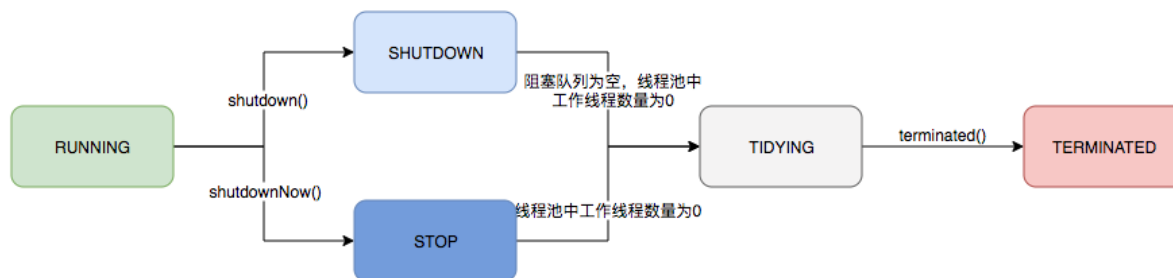 SHUTDOWN
阻塞队列为空，线程池中
工作线程数量为0
shutdown()
RUNNING
TIDYING
terminated()
TERMINATED
shutdownNow()
线程池中工作线程数量为0
STOP